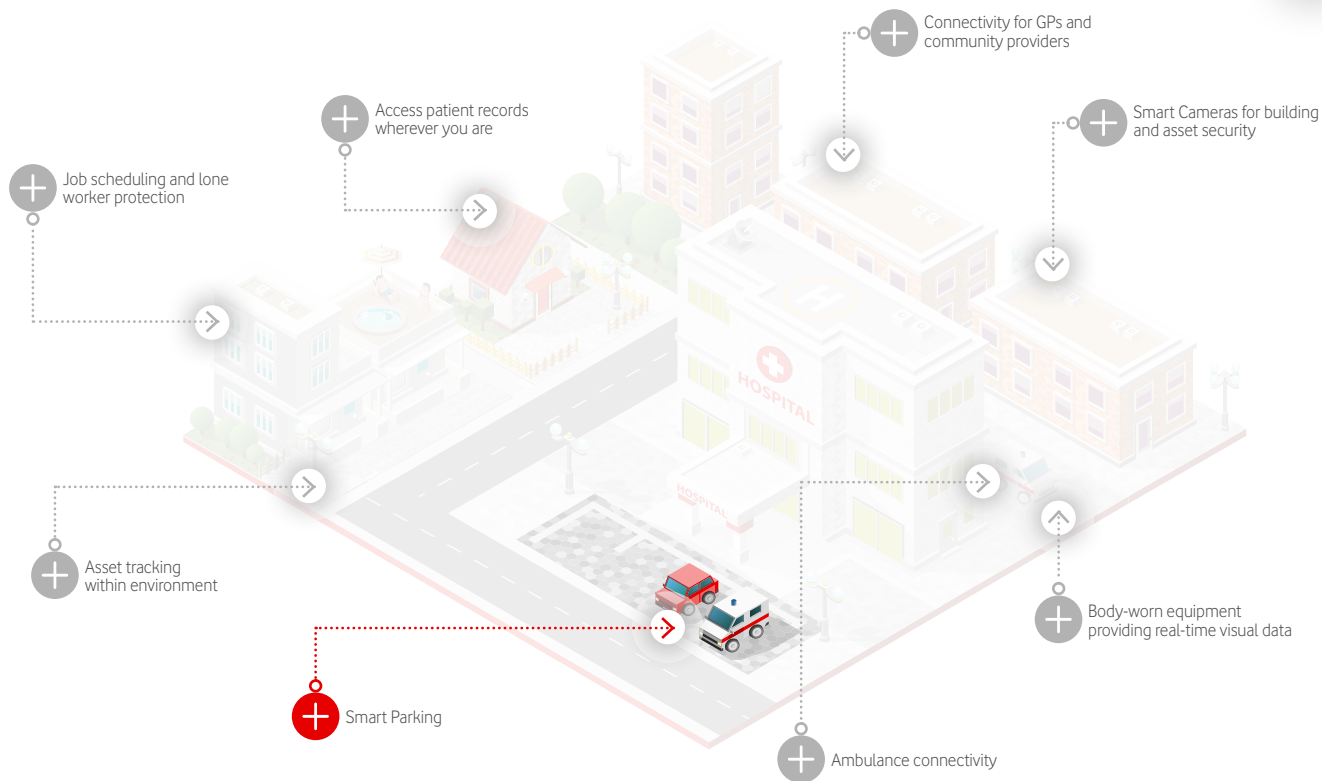 Connectivity for GPs and
community providers
Access patient records
wherever you are
Smart Cameras for building
and asset security
Job scheduling and lone
worker protection
H
HOSPITAL
HOSPITAL
Asset tracking
within environment
Body-worn equipment
providing real-time visual data
Smart Parking
Ambulance connectivity